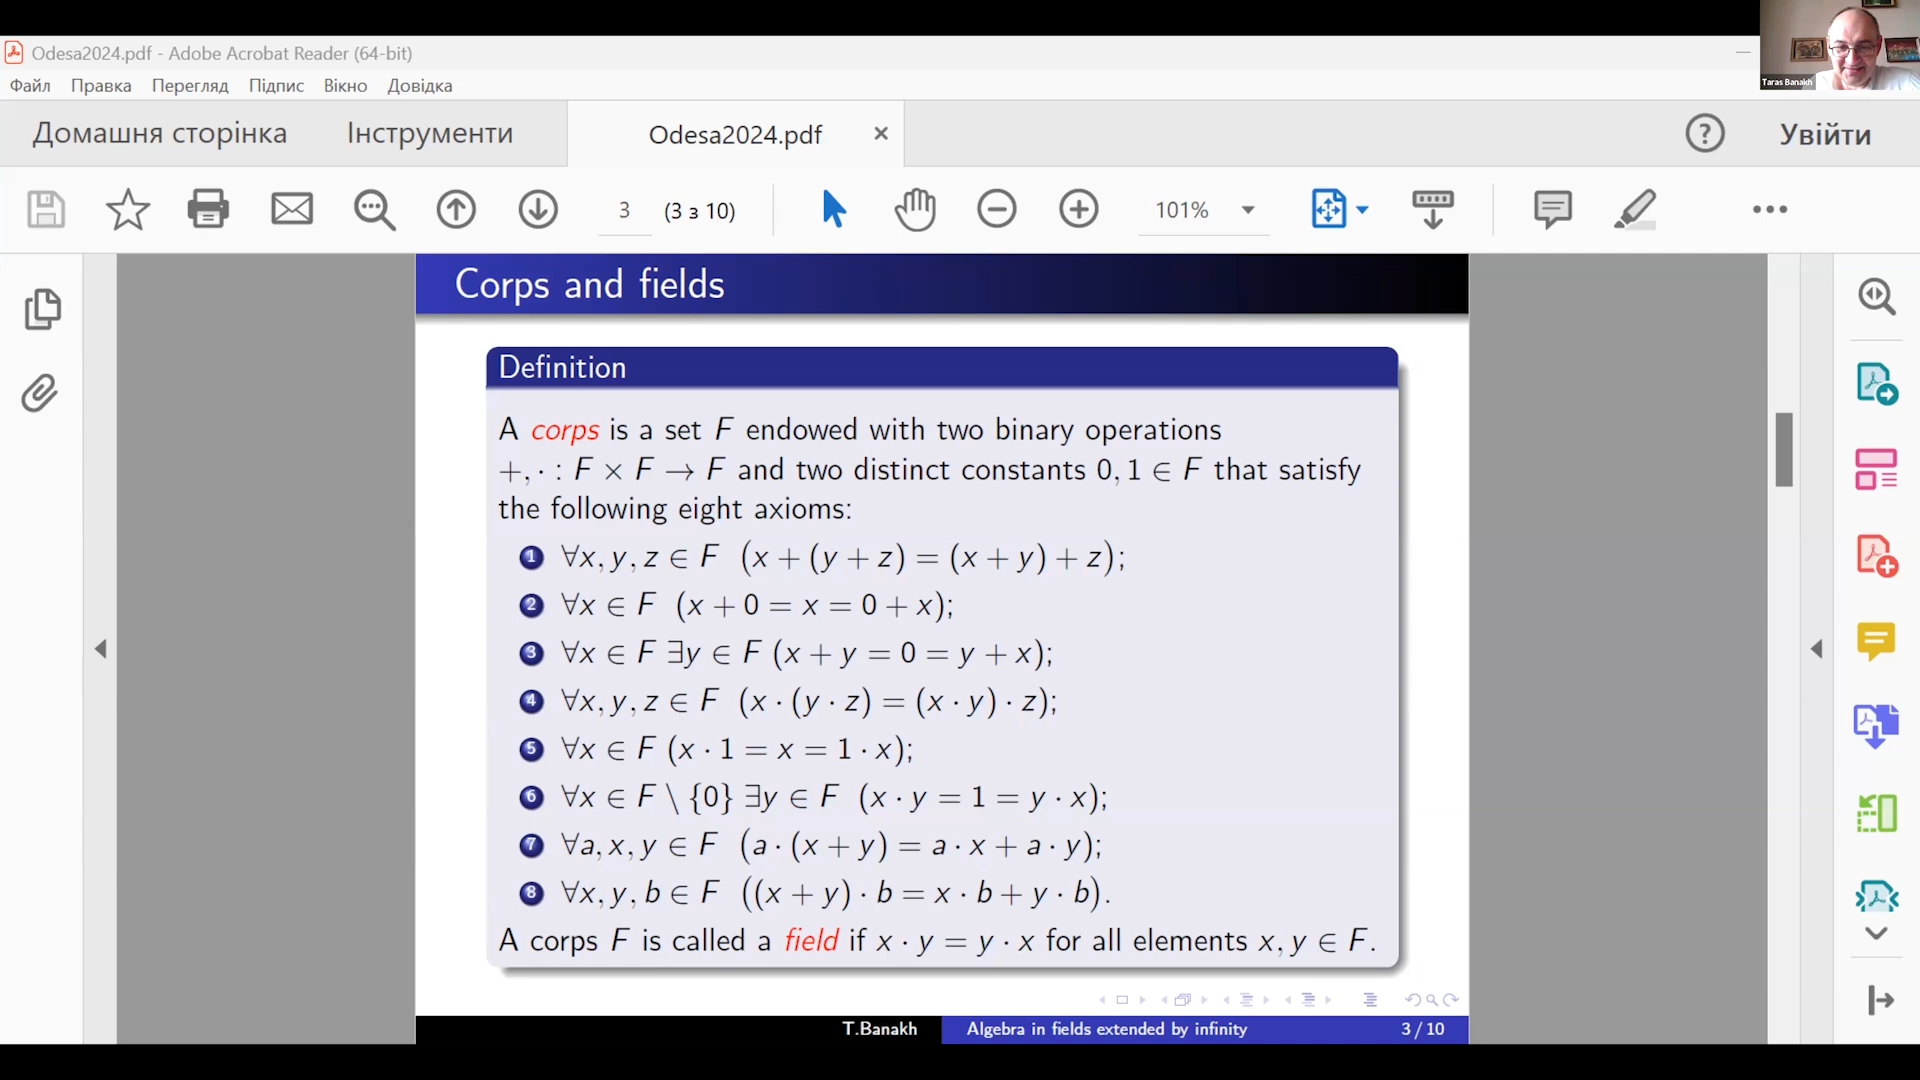 Odesa2024.pdf - Adobe Acrobat Reader (64-bit)
Taras Banakh
Файл Правка Перегляд Підпис Вікно Довідка
Домашня сторінка Інструменти Odesa2024.pdf × Увійти
3 (3 з 10) 101%
Corps and fields
Definition
A corps is a set F endowed with two binary operations
+, · : F × F → F and two distinct constants 0, 1 ∈ F that satisfy
the following eight axioms:
1 ∀x, y, z ∈ F (x + (y + z) = (x + y) + z);
2 ∀x ∈ F (x + 0 = x = 0 + x);
3 ∀x ∈ F ∃y ∈ F (x + y = 0 = y + x);
4 ∀x, y, z ∈ F (x · (y · z) = (x · y) · z);
5 ∀x ∈ F (x · 1 = x = 1 · x);
6 ∀x ∈ F \ {0} ∃y ∈ F (x · y = 1 = y · x);
7 ∀a, x, y ∈ F (a · (x + y) = a · x + a · y);
8 ∀x, y, b ∈ F ((x + y) · b = x · b + y · b).
A corps F is called a field if x · y = y · x for all elements x, y ∈ F.
T.Banakh Algebra in fields extended by infinity 3 / 10